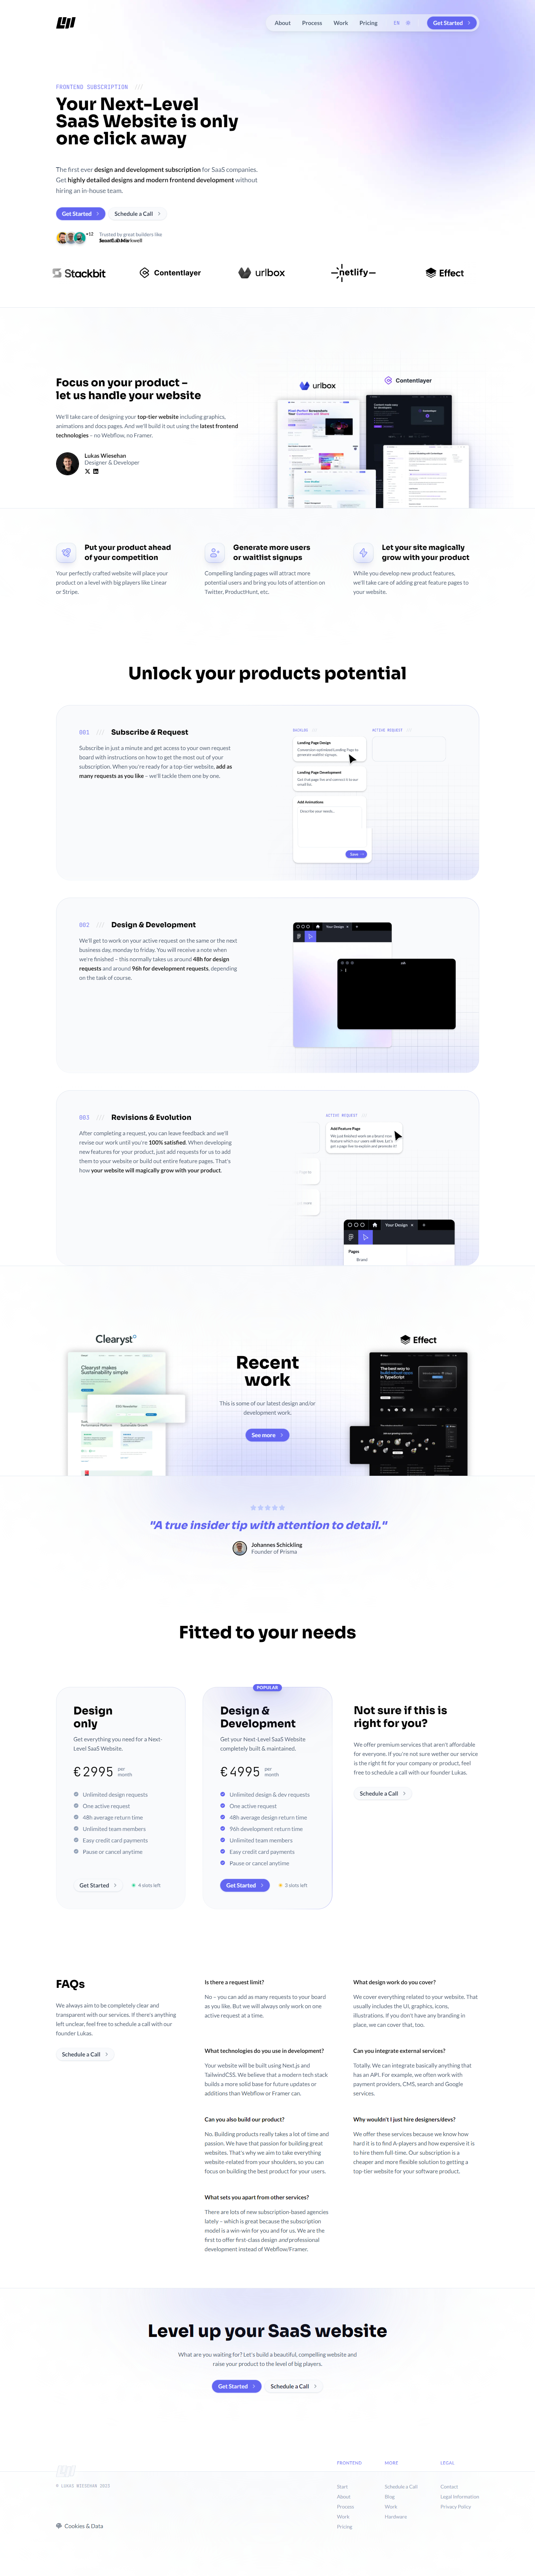 About Process Work Pricing EN Get Started
FRONTEND SUBSCRIPTION ///
Your Next-Level
SaaS Website is only
one click away
The first ever design and development subscription for SaaS companies.
Get highly detailed designs and modern frontend development without
hiring an in-house team.
Get Started Schedule a Call
+12 Trusted by great builders like
Stackbit Contentlayer urlbox netlify Effect
Focus on your product –
let us handle your website
We'll take care of designing your top-tier website including graphics,
animations and docs pages. And we'll build it out using the latest frontend
technologies – no Webflow, no Framer.
Lukas Wiesehan
Designer & Developer
urlbox Contentlayer
Put your product ahead
of your competition
Your perfectly crafted website will place your
product on a level with big players like Linear
or Stripe.
Generate more users
or waitlist signups
Compelling landing pages will attract more
potential users and bring you lots of attention on
Twitter, ProductHunt, etc.
Let your site magically
grow with your product
While you develop new product features,
we'll take care of adding great feature pages to
your website.
Unlock your products potential
001 /// Subscribe & Request
Subscribe in just a minute and get access to your own request
board with instructions on how to get the most out of your
subscription. When you're ready for a top-tier website, add as
many requests as you like – we'll tackle them one by one.
BACKLOG ACTIVE REQUEST
Landing Page Design
Conversion-optimized Landing Page to
generate waitlist signups.
Landing Page Development
Add Animations
Describe your needs...
Save
002 /// Design & Development
We'll get to work on your active request on the same or the next
business day, monday to friday. You will receive a note when
we're finished – this normally takes us around 48h for design
requests and around 96h for development requests, depending
on the task of course.
Your Design
zsh
003 /// Revisions & Evolution
After completing a request, you can leave feedback and we'll
revise our work until you're 100% satisfied. When developing
new features for your product, just add requests for us to add
them to your website or build out entire feature pages. That's
how your website will magically grow with your product.
ACTIVE REQUEST
Add Feature Page
Your Design
Pages
Brand
Clearyst
Clearyst makes
Sustainability simple
Recent
work
This is some of our latest design and/or
development work.
See more
Effect
The best way to
build robust apps
in TypeScript
"A true insider tip with attention to detail."
Johannes Schickling
Founder of Prisma
Fitted to your needs
Design
only
Get everything you need for a Next-
Level SaaS Website.
€2995 per
month
Unlimited design requests
One active request
48h average return time
Unlimited team members
Easy credit card payments
Pause or cancel anytime
Get Started 4 slots left
POPULAR
Design &
Development
Get your Next-Level SaaS Website
completely built & maintained.
€4995 per
month
Unlimited design & dev requests
One active request
48h average design return time
96h development return time
Unlimited team members
Easy credit card payments
Pause or cancel anytime
Get Started 3 slots left
Not sure if this is
right for you?
We offer premium services that aren't affordable
for everyone. If you're not sure wether our service
is the right fit for your company or product, feel
free to schedule a call with our founder Lukas.
Schedule a Call
FAQs
We always aim to be completely clear and
transparent with our services. If there's anything
left unclear, feel free to schedule a call with our
founder Lukas.
Schedule a Call
Is there a request limit?
No – you can add as many requests to your board
as you like. But we will always only work on one
active request at a time.
What design work do you cover?
We cover everything related to your website. That
usually includes the UI, graphics, icons,
illustrations. If you don't have any branding in
place, we can cover that, too.
What technologies do you use in development?
Your website will be built using Next.js and
TailwindCSS. We believe that a modern tech stack
builds a more solid base for future updates or
additions than Webflow or Framer can.
Can you integrate external services?
Totally. We can integrate basically anything that
has an API. For example, we often work with
payment providers, CMS, search and Google
services.
Can you also build our product?
No. Building products really takes a lot of time and
passion. We have that passion for building great
websites. That's why we aim to take everything
website-related from your shoulders, so you can
focus on building the best product for your users.
Why wouldn't I just hire designers/devs?
We offer these services because we know how
hard it is to find A-players and how expensive it is
to hire them full-time. Our subscription is a
cheaper and more flexible solution to getting a
top-tier website for your software product.
What sets you apart from other services?
There are lots of new subscription-based agencies
lately – which is great because the subscription
model is a win-win for you and for us. We are the
first to offer first-class design and professional
development instead of Webflow/Framer.
Level up your SaaS website
What are you waiting for? Let's build a beautiful, compelling website and
raise your product to the level of big players.
Get Started Schedule a Call
© LUKAS WIESEHAN 2023
Cookies & Data
FRONTEND
Start
About
Process
Work
Pricing
MORE
Schedule a Call
Blog
Work
Hardware
LEGAL
Contact
Legal Information
Privacy Policy